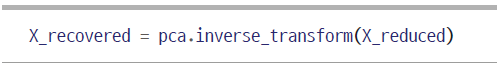 X_recovered = pca.inverse_transform(X_reduced)